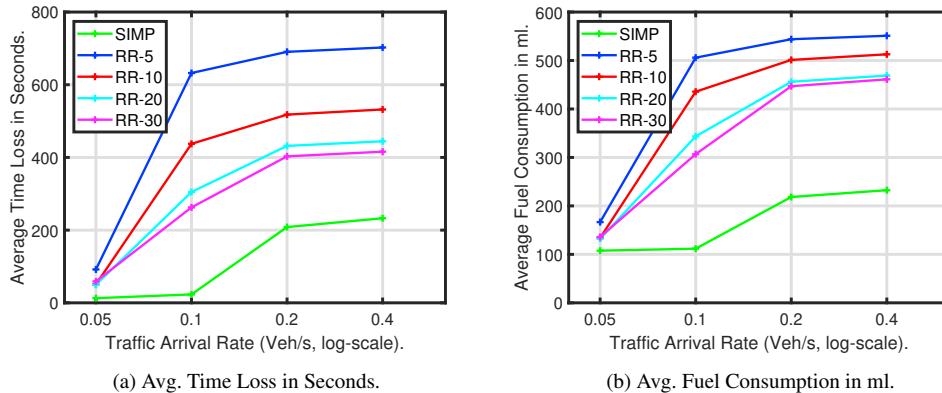 800
600
400
200
0
Average Time Loss in Seconds.
SIMP
RR-5
RR-10
RR-20
RR-30
0.05 0.1 0.2 0.4
Traffic Arrival Rate (Veh/s, log-scale).
(a) Avg. Time Loss in Seconds.
600
500
400
300
200
100
0
Average Fuel Consumption in ml.
SIMP
RR-5
RR-10
RR-20
RR-30
0.05 0.1 0.2 0.4
Traffic Arrival Rate (Veh/s, log-scale).
(b) Avg. Fuel Consumption in ml.